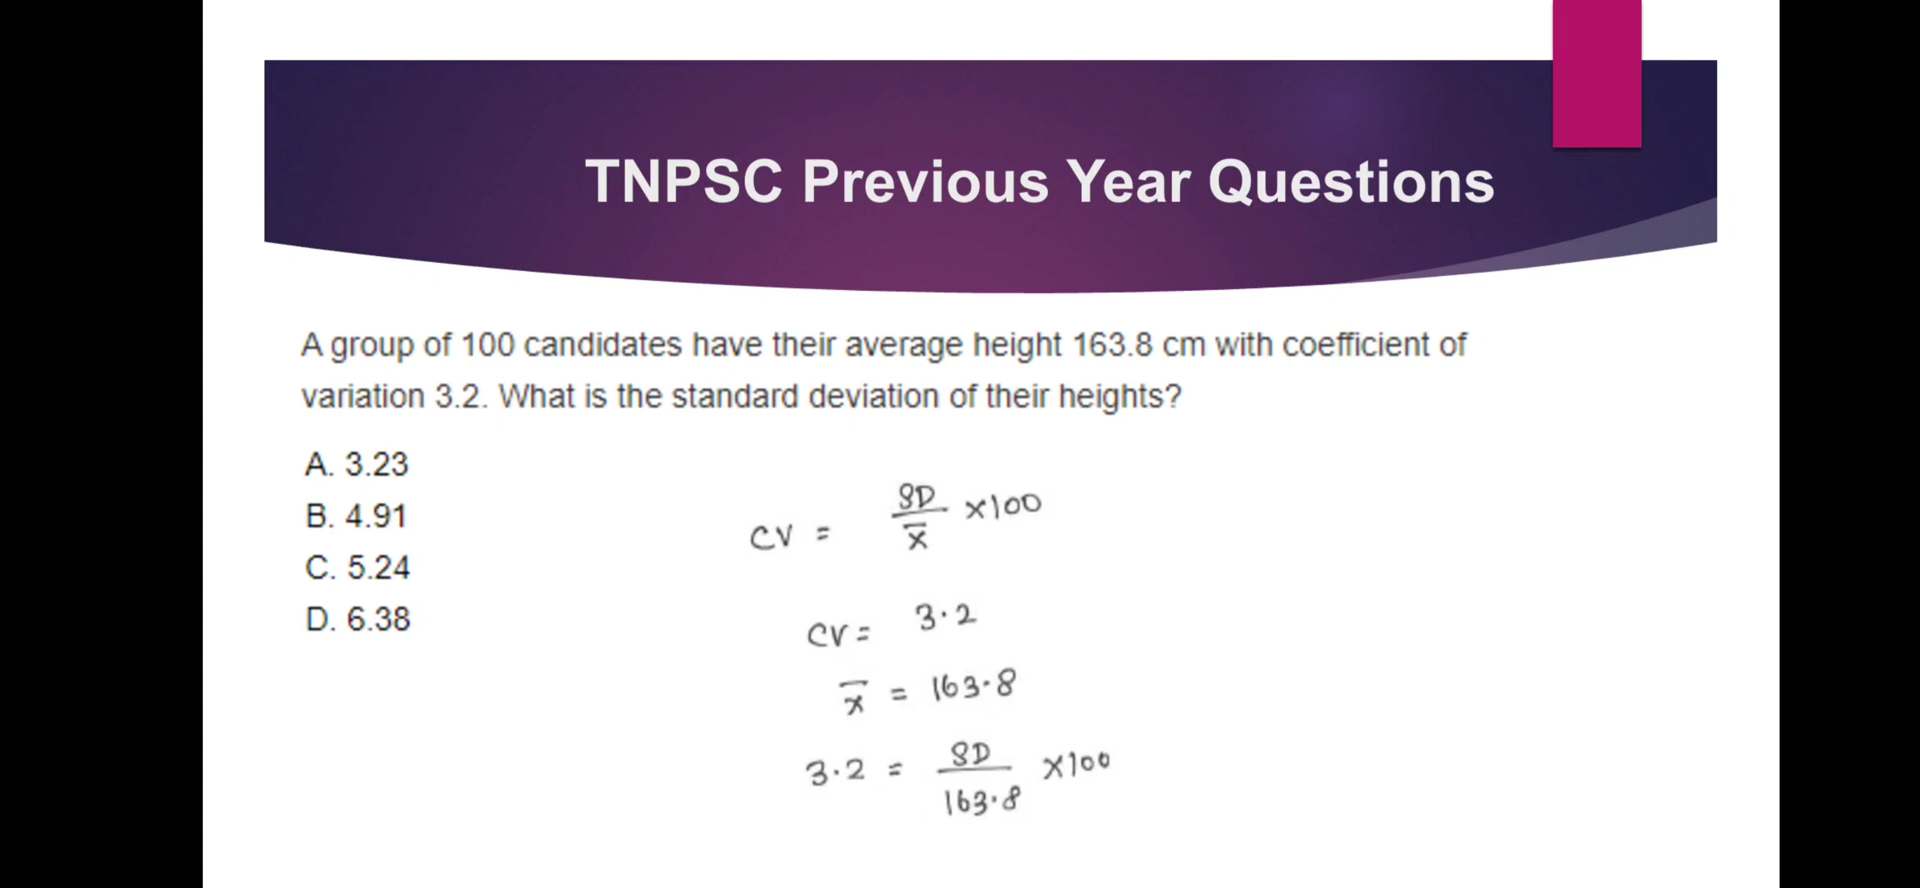 TNPSC Previous Year Questions
A group of 100 candidates have their average height 163.8 cm with coefficient of
variation 3.2. What is the standard deviation of their heights?
A. 3.23
B. 4.91
C. 5.24
D. 6.38
CV = SD/x̄ ×100
CV = 3.2
x̄ = 163.8
3.2 = SD/163.8 ×100